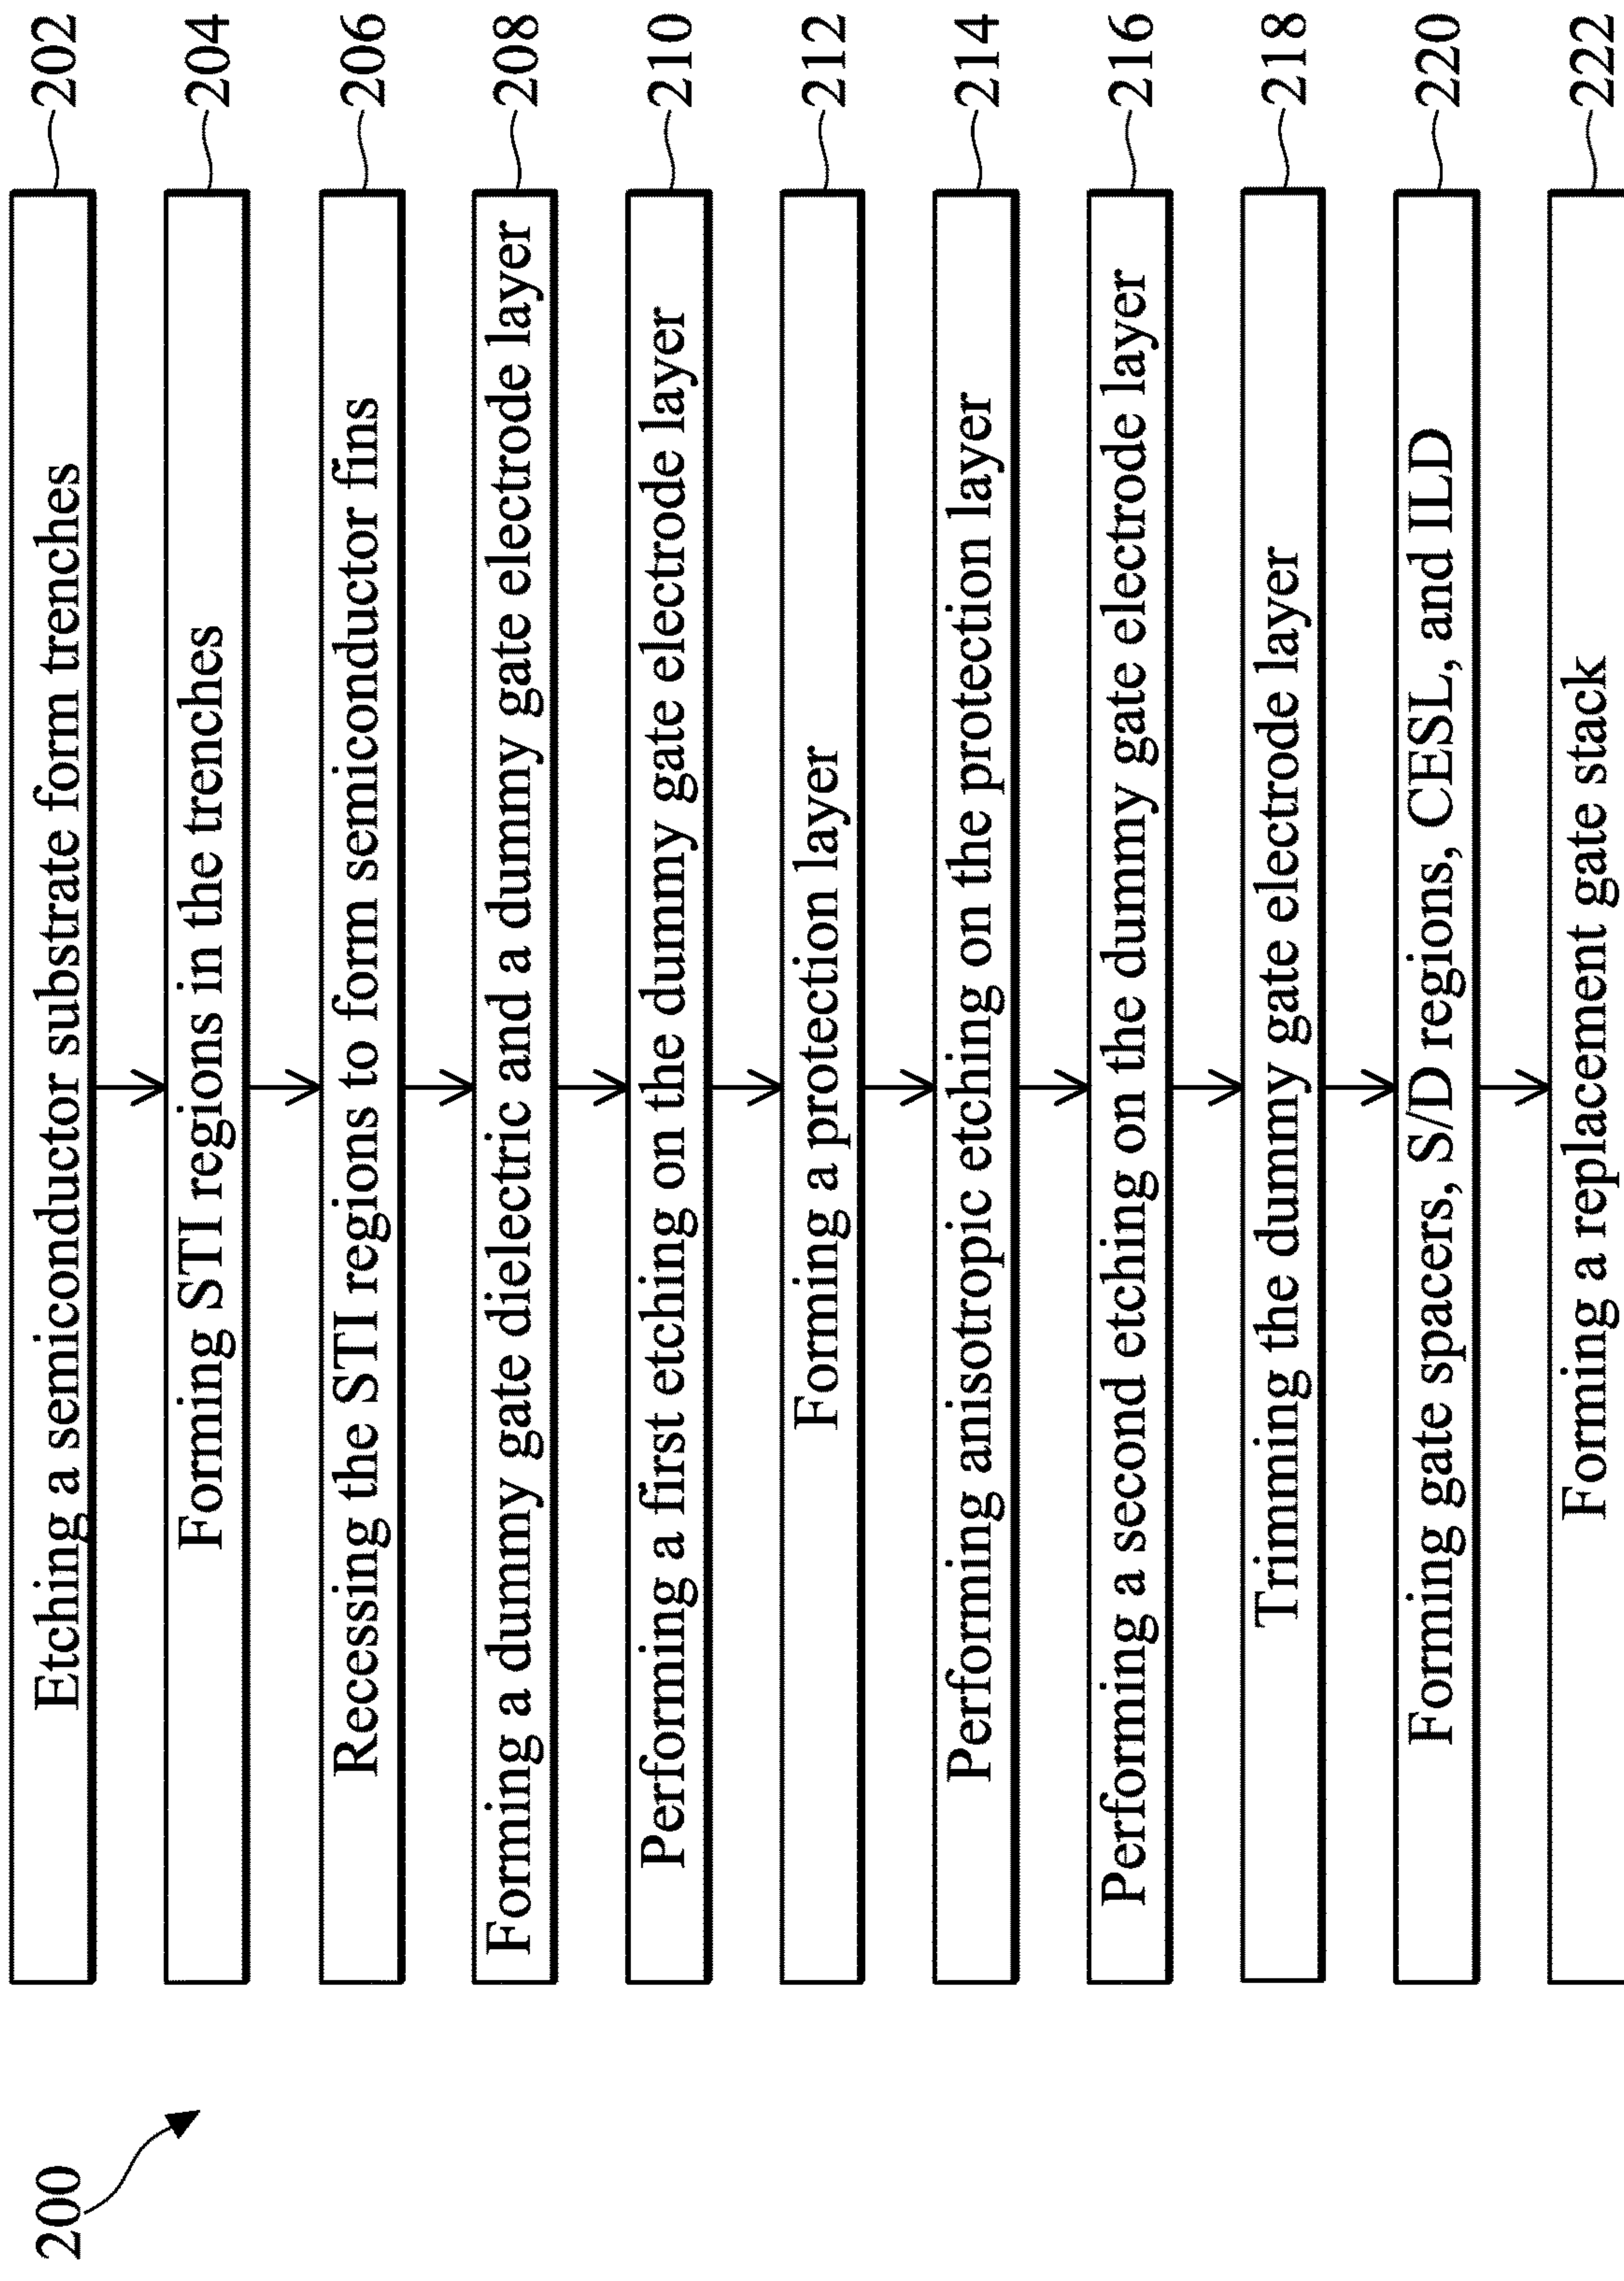 200
Etching a semiconductor substrate form trenches 202
Forming STI regions in the trenches 204
Recessing the STI regions to form semiconductor fins 206
Forming a dummy gate dielectric and a dummy gate electrode layer 208
Performing a first etching on the dummy gate electrode layer 210
Forming a protection layer 212
Performing anisotropic etching on the protection layer 214
Performing a second etching on the dummy gate electrode layer 216
Trimming the dummy gate electrode layer 218
Forming gate spacers, S/D regions, CESL, and ILD 220
Forming a replacement gate stack 222